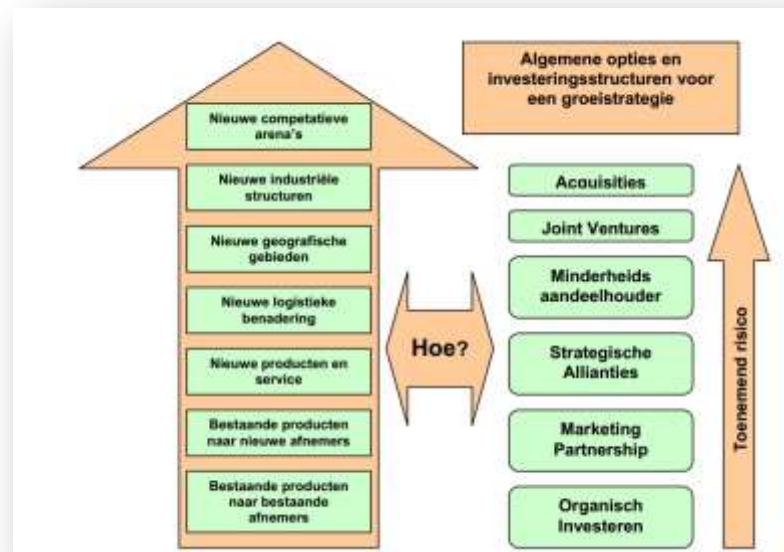 Algemene opties en
investeringsstructuren voor
een groeistrategie
Nieuwe competatieve
arena's
Nieuwe industriële
structuren
Nieuwe geografische
gebieden
Nieuwe logistieke
benadering
Nieuwe producten en
service
Bestaande producten
naar nieuwe afnemers
Bestaande producten
naar bestaande
afnemers
Hoe?
Acquisities
Joint Ventures
Minderheids
aandeelhouder
Strategische
Allianties
Marketing
Partnership
Organisch
Investeren
Toenemend risico